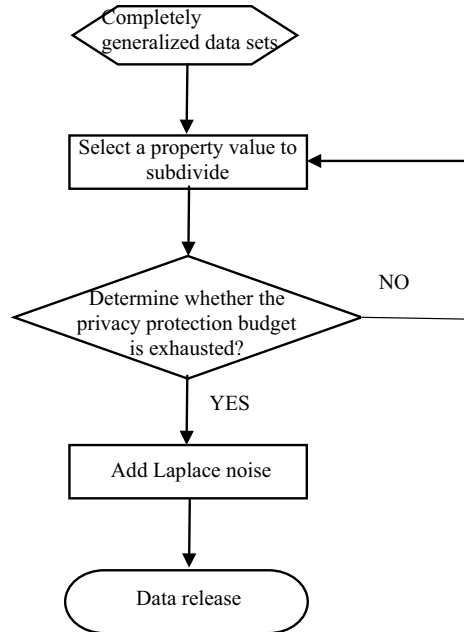 Completely
generalized data sets
Select a property value to
subdivide
Determine whether the
privacy protection budget
is exhausted?
NO
YES
Add Laplace noise
Data release